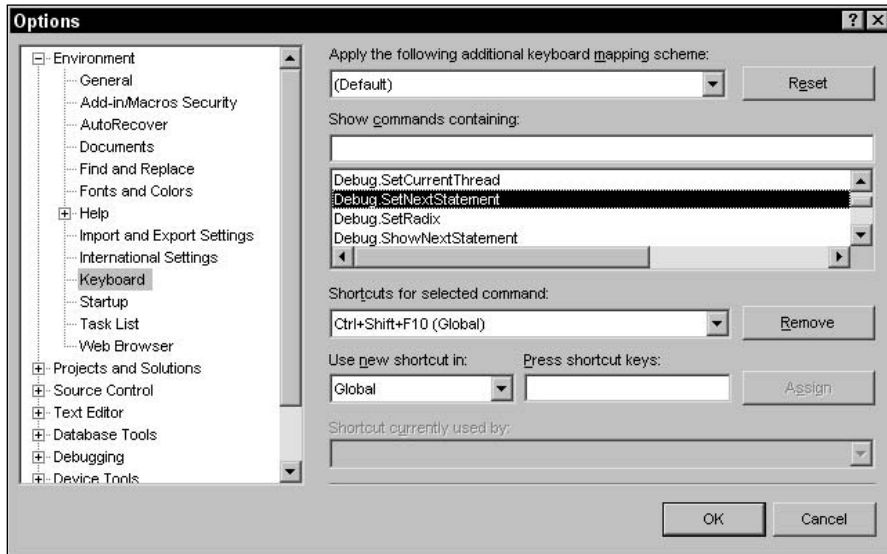 Options
Environment
General
Add-in/Macros Security
AutoRecover
Documents
Find and Replace
Fonts and Colors
Help
Import and Export Settings
International Settings
Keyboard
Startup
Task List
Web Browser
Projects and Solutions
Source Control
Text Editor
Database Tools
Debugging
Device Tools
Apply the following additional keyboard mapping scheme:
(Default)
Reset
Show commands containing:
Debug.SetCurrentThread
Debug.SetNextStatement
Debug.SetRadix
Debug.ShowNextStatement
Shortcuts for selected command:
Ctrl+Shift+F10 (Global)
Remove
Use new shortcut in:
Press shortcut keys:
Global
Assign
Shortcut currently used by:
OK
Cancel